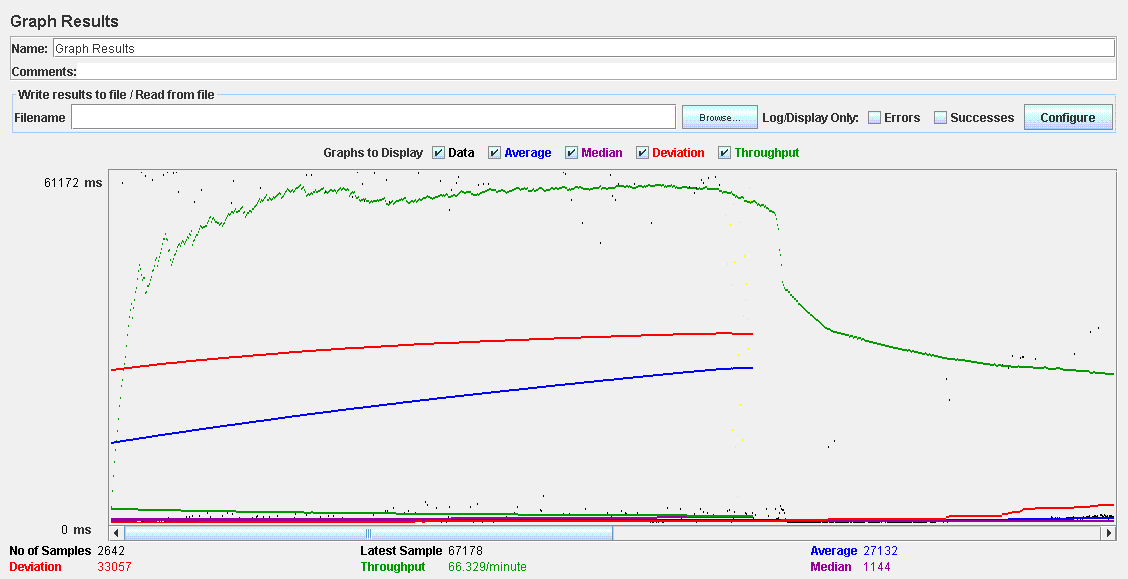 Graph Results
Name: Graph Results
Comments:
Write results to file / Read from file
Filename Browse... Log/Display Only: Errors Successes Configure
Graphs to Display Data Average Median Deviation Throughput
61172 ms
0 ms
No of Samples 2642 Latest Sample 67178 Average 27132
Deviation 33057 Throughput 66.329/minute Median 1144